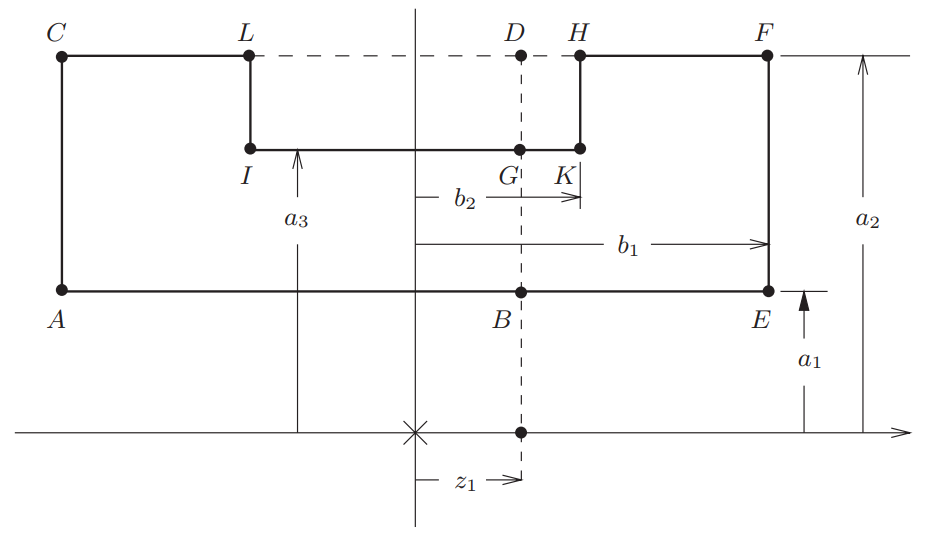 C L D H F
I G K
b₂
a₃ a₂
b₁
A B E
a₁
z₁